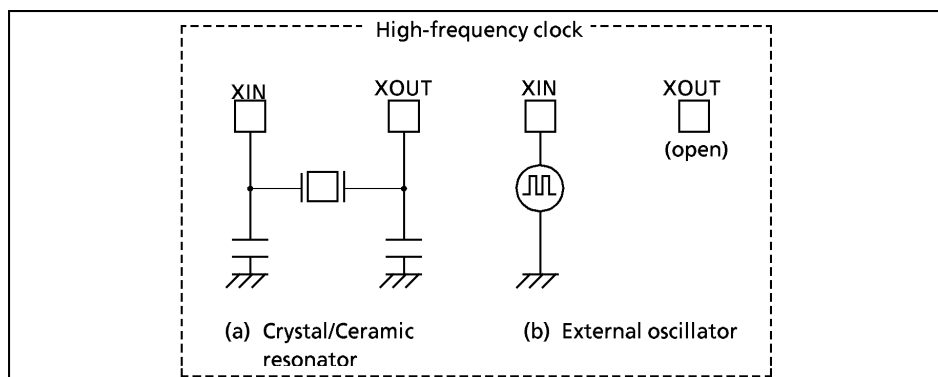 High-frequency clock
XIN
XOUT
XIN
XOUT
(open)
(a) Crystal/Ceramic
resonator
(b) External oscillator